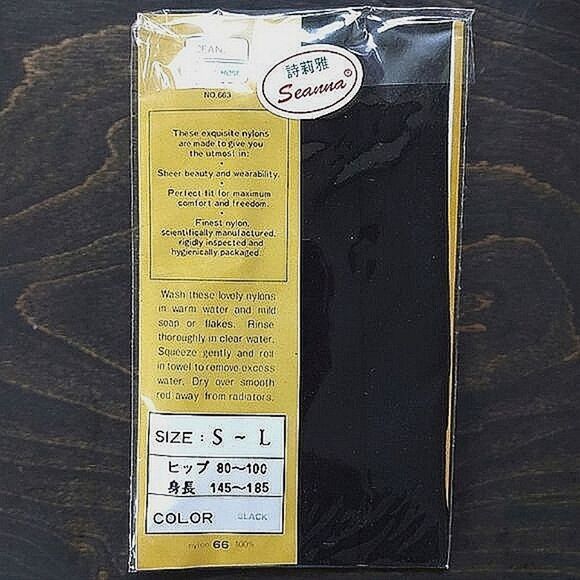 詩莉雅
Seanna®
HOSE
NO.663
These exquisite nylons
are made to give you
the utmost in:
Sheer beauty and wearability.
Perfect fit for maximum
comfort and freedom.
Finest nylon,
scientifically manufactured,
rigidly inspected and
hygienically packaged.
Wash these lovely nylons
in warm water and mild
soap or flakes. Rinse
thoroughly in clear water.
Squeeze gently and roll
in towel to remove excess
water. Dry over smooth
rod away from radiators.
SIZE : S ~ L
ヒップ 80~100
身長 145~185
COLOR BLACK
nylon 66 100%